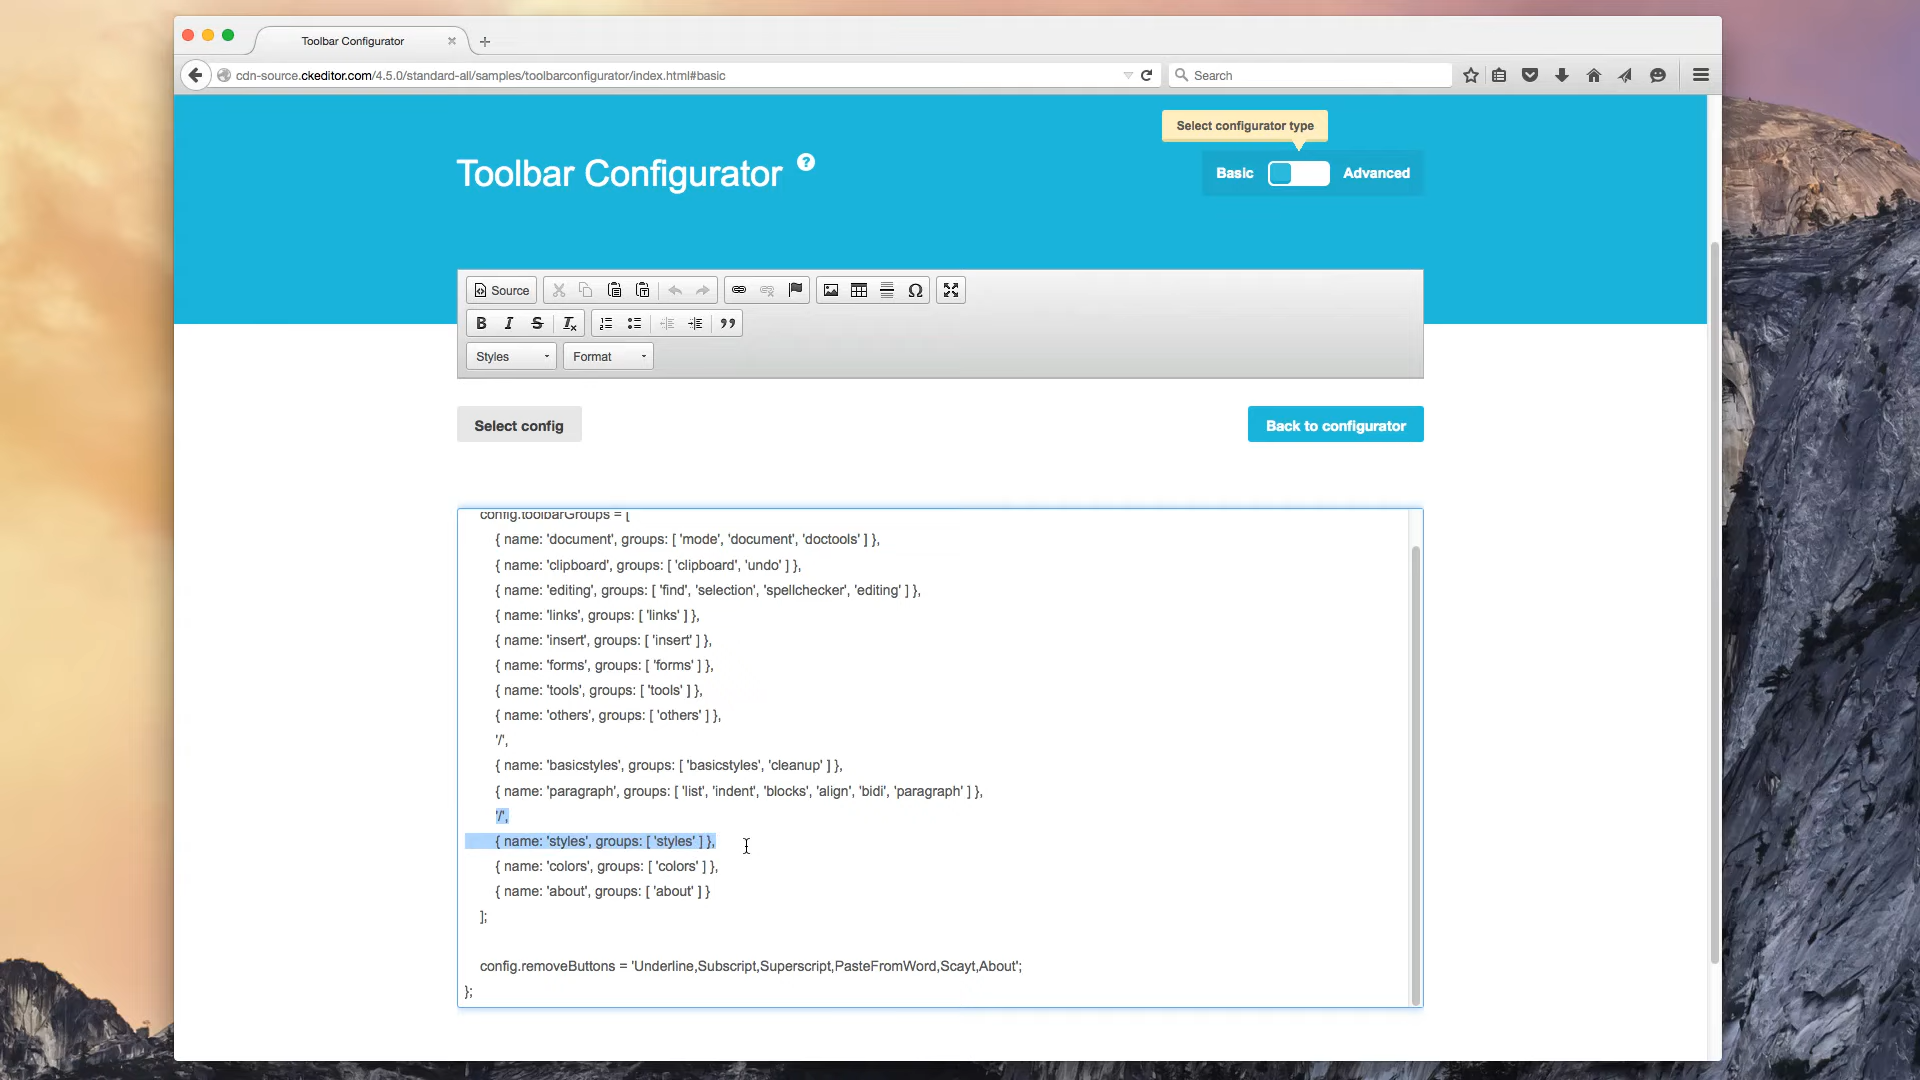 Toolbar Configurator
cdn-source.ckeditor.com/4.5.0/standard-all/samples/toolbarconfigurator/index.html#basic
Search
Select configurator type
Toolbar Configurator ?
Basic
Advanced
Source
B I S Tx
Styles
Format
Select config
Back to configurator
config.toolbarGroups = [
{ name: 'document', groups: [ 'mode', 'document', 'doctools' ] },
{ name: 'clipboard', groups: [ 'clipboard', 'undo' ] },
{ name: 'editing', groups: [ 'find', 'selection', 'spellchecker', 'editing' ] },
{ name: 'links', groups: [ 'links' ] },
{ name: 'insert', groups: [ 'insert' ] },
{ name: 'forms', groups: [ 'forms' ] },
{ name: 'tools', groups: [ 'tools' ] },
{ name: 'others', groups: [ 'others' ] },
'/',
{ name: 'basicstyles', groups: [ 'basicstyles', 'cleanup' ] },
{ name: 'paragraph', groups: [ 'list', 'indent', 'blocks', 'align', 'bidi', 'paragraph' ] },
'/',
{ name: 'styles', groups: [ 'styles' ] },
{ name: 'colors', groups: [ 'colors' ] },
{ name: 'about', groups: [ 'about' ] }
];
config.removeButtons = 'Underline,Subscript,Superscript,PasteFromWord,Scayt,About';
};